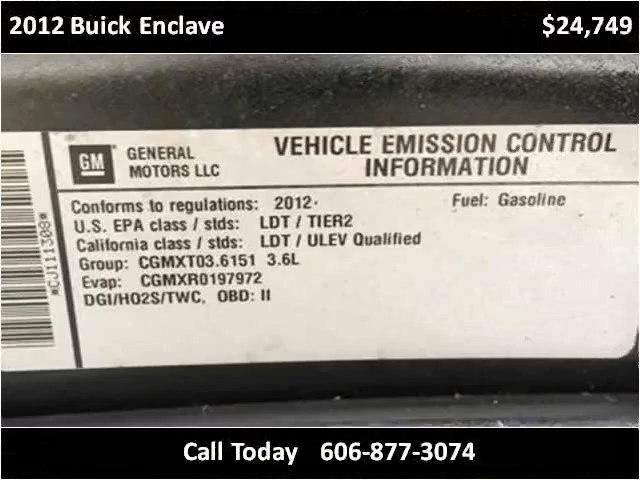 2012 Buick Enclave $24,749
GM GENERAL MOTORS LLC
VEHICLE EMISSION CONTROL
INFORMATION
Conforms to regulations: 2012· Fuel: Gasoline
U.S. EPA class / stds: LDT / TIER2
California class / stds: LDT / ULEV Qualified
Group: CGMXT03.6151 3.6L
Evap: CGMXR0197972
DGI/HO2S/TWC, OBD: II
*CJ111308*
Call Today 606-877-3074